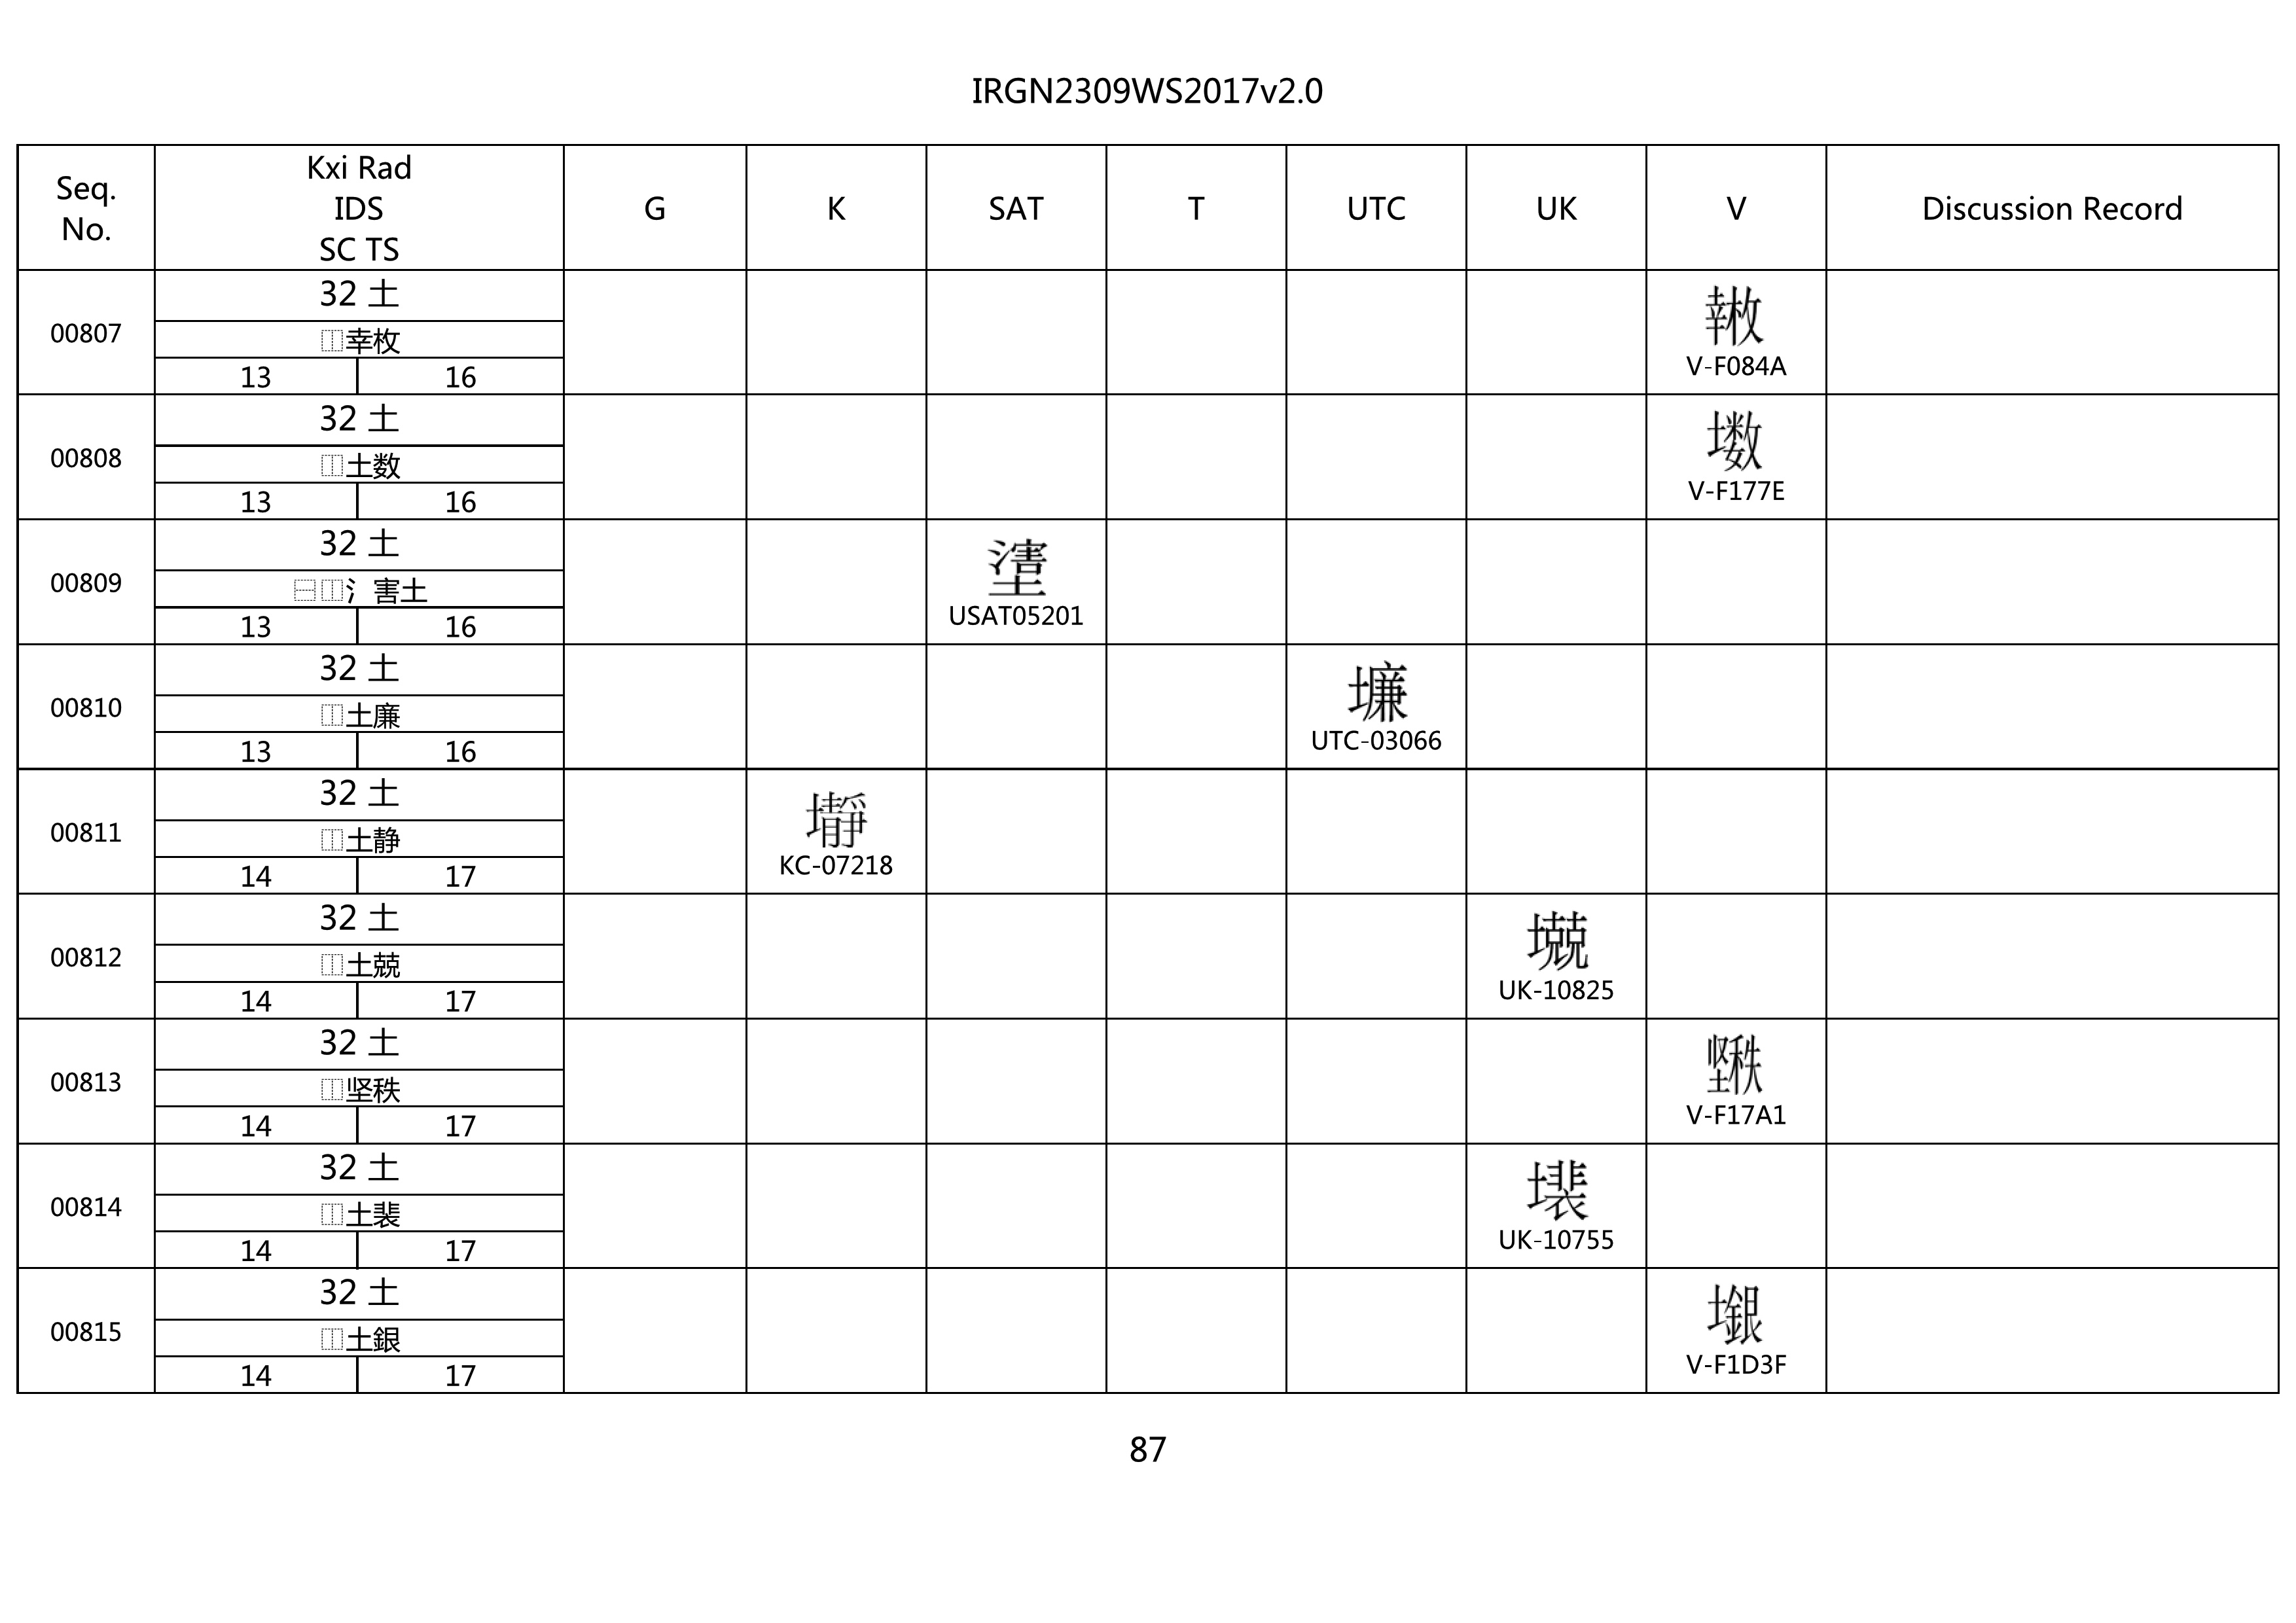 IRGN2309WS2017v2.0
Seq. No.
Kxi Rad
IDS
SC TS
G K SAT T UTC UK V Discussion Record
00807
32 土
⿰幸枚
13 16
V-F084A
00808
32 土
⿰土数
13 16
V-F177E
00809
32 土
⿱⿰氵害土
13 16
USAT05201
00810
32 土
⿰土廉
13 16
UTC-03066
00811
32 土
⿰土静
14 17
KC-07218
00812
32 土
⿰土兢
14 17
UK-10825
00813
32 土
⿰坚秩
14 17
V-F17A1
00814
32 土
⿰土裴
14 17
UK-10755
00815
32 土
⿰土銀
14 17
V-F1D3F
87